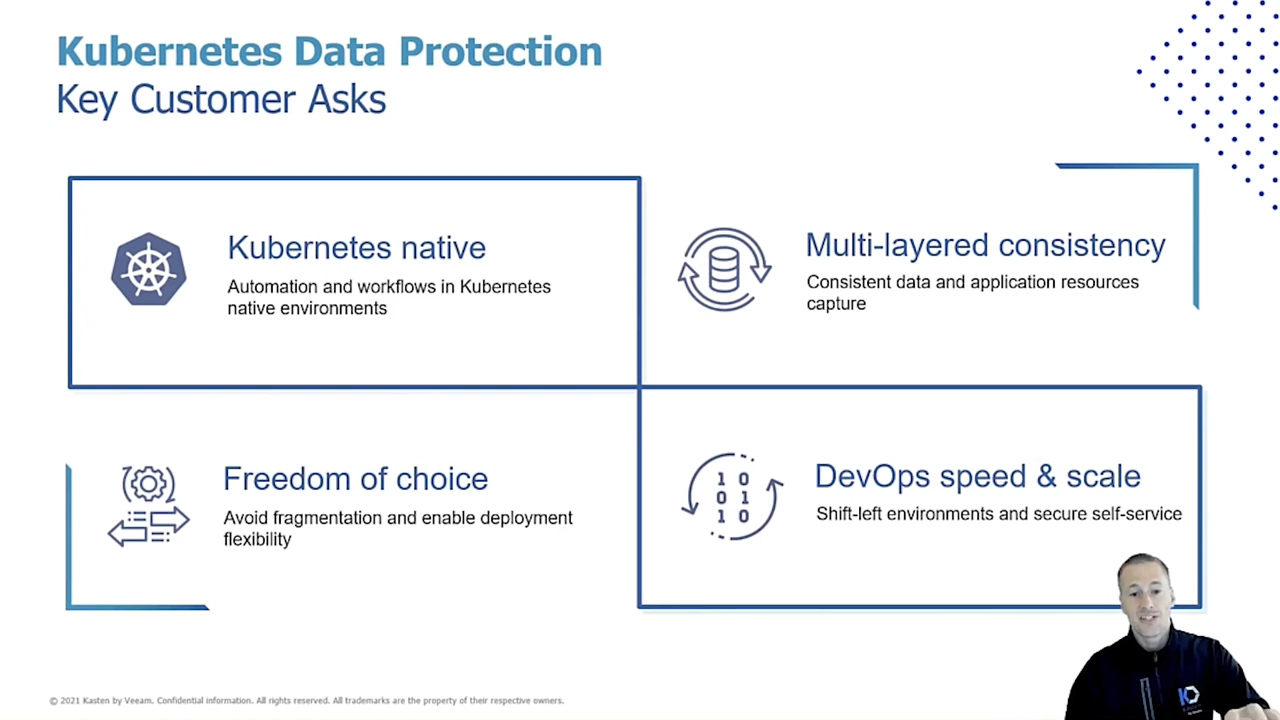 Kubernetes Data Protection
Key Customer Asks
Kubernetes native
Automation and workflows in Kubernetes
native environments
Multi-layered consistency
Consistent data and application resources
capture
Freedom of choice
Avoid fragmentation and enable deployment
flexibility
1 0
0 1
1 0
DevOps speed & scale
Shift-left environments and secure self-service
© 2021 Kasten by Veeam. Confidential information. All rights reserved. All trademarks are the property of their respective owners.